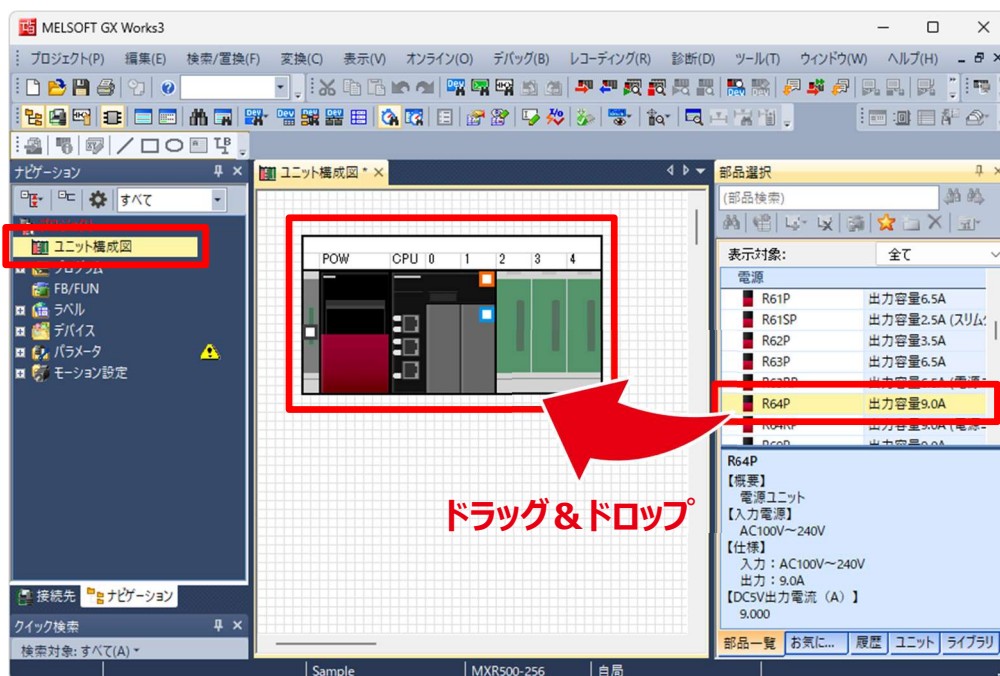 MELSOFT GX Works3
プロジェクト(P) 編集(E) 検索/置換(F) 変換(C) 表示(V) オンライン(O) デバッグ(B) レコーディング(R) 診断(D) ツール(T) ウィンドウ(W) ヘルプ(H)
ナビゲーション
すべて
ユニット構成図
プログラム
FB/FUN
ラベル
デバイス
パラメータ
モーション設定
接続先 ナビゲーション
クイック検索
検索対象: すべて(A)
ユニット構成図 *
POW CPU 0 1 2 3 4
ドラッグ&ドロップ
部品選択
(部品検索)
表示対象: 全て
電源
R61P 出力容量6.5A
R61SP 出力容量2.5A (スリム
R62P 出力容量3.5A
R63P 出力容量6.5A
R64P 出力容量9.0A
R64P
【概要】
電源ユニット
【入力電源】
AC100V～240V
【仕様】
入力：AC100V～240V
出力：9.0A
【DC5V出力電流（A）】
9.000
部品一覧 お気に... 履歴 ユニット ライブラリ
Sample MXR500-256 自局